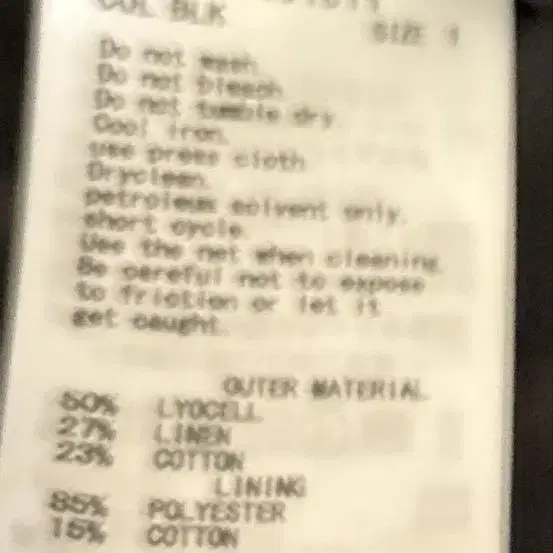 COL BLK
SIZE
Do not wash.
Do not bleach.
Do not tumble dry.
Cool iron.
use press cloth
Dryclean.
petroleum solvent only.
short cycle.
Use the net when cleaning.
Be careful not to expose
to friction or let it
get caught.
OUTER MATERIAL
50% LYOCELL
27% LINEN
23% COTTON
LINING
85% POLYESTER
15% COTTON